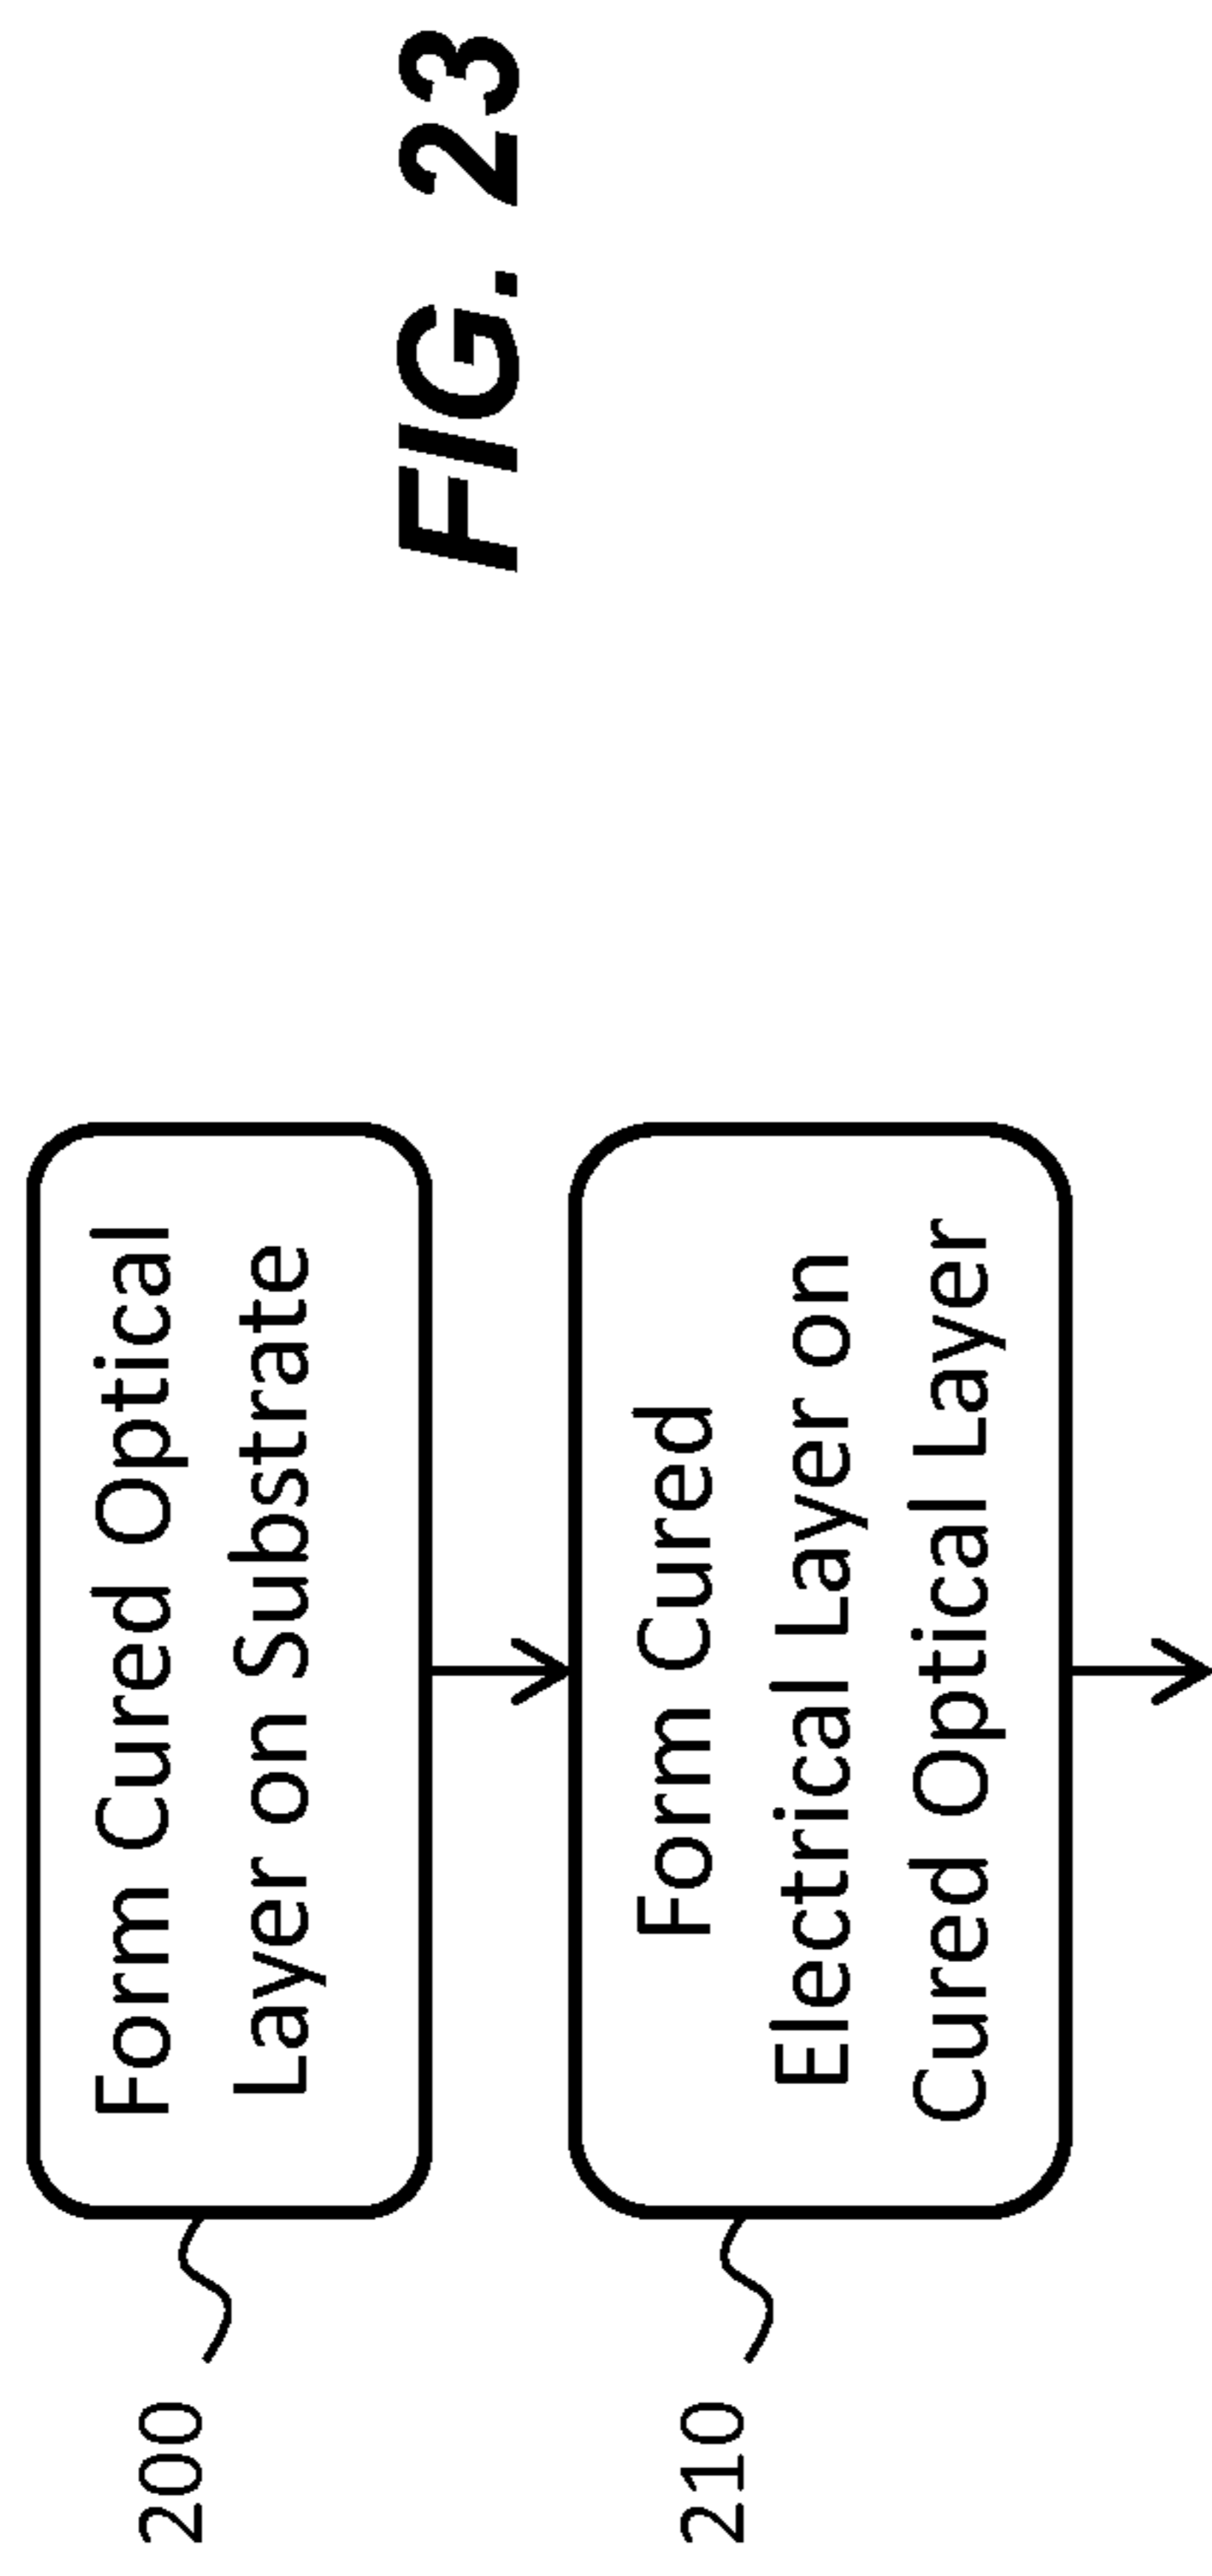 200
Form Cured Optical
Layer on Substrate
210
Form Cured
Electrical Layer on
Cured Optical Layer
FIG. 23